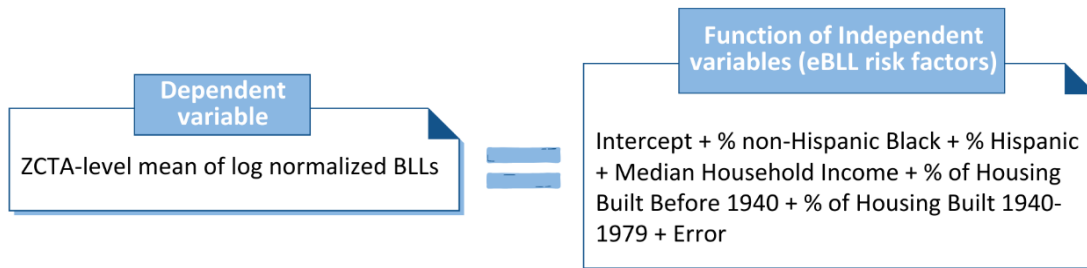 Dependent
variable
ZCTA-level mean of log normalized BLLs
Function of Independent
variables (eBLL risk factors)
Intercept + % non-Hispanic Black + % Hispanic
+ Median Household Income + % of Housing
Built Before 1940 + % of Housing Built 1940-
1979 + Error